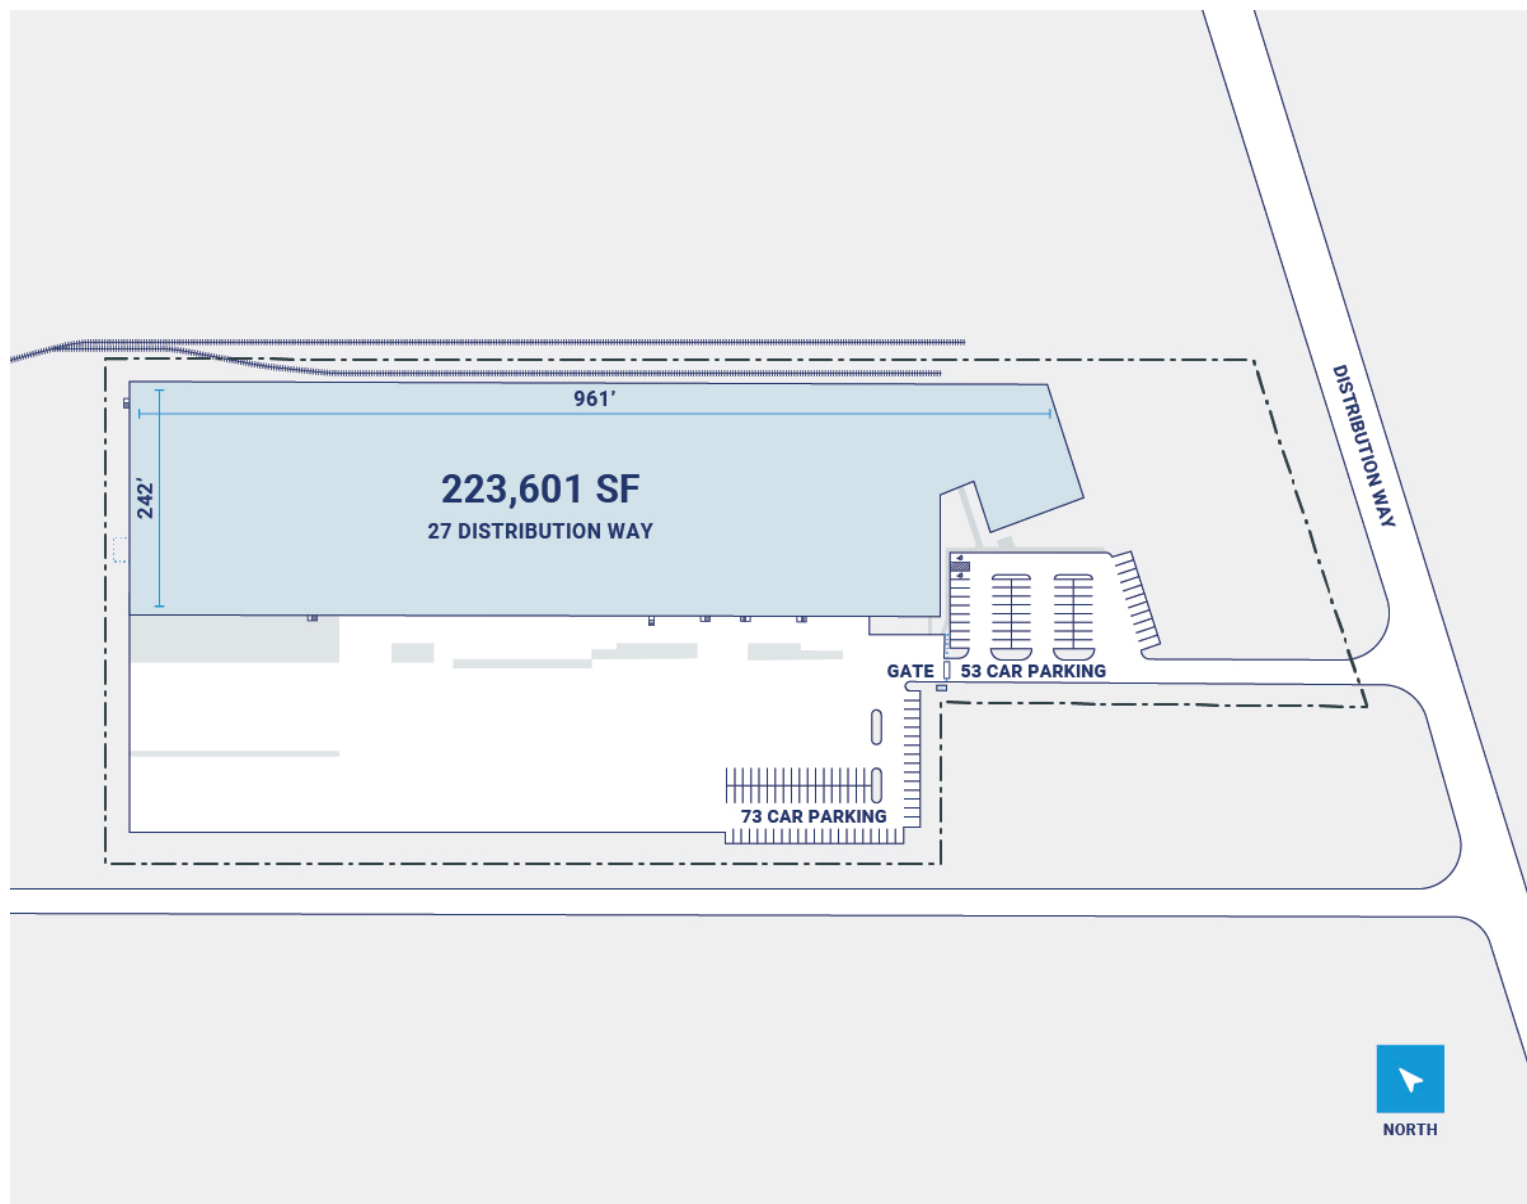 DISTRIBUTION WAY
961’
242’
223,601 SF
27 DISTRIBUTION WAY
GATE
53 CAR PARKING
73 CAR PARKING
NORTH